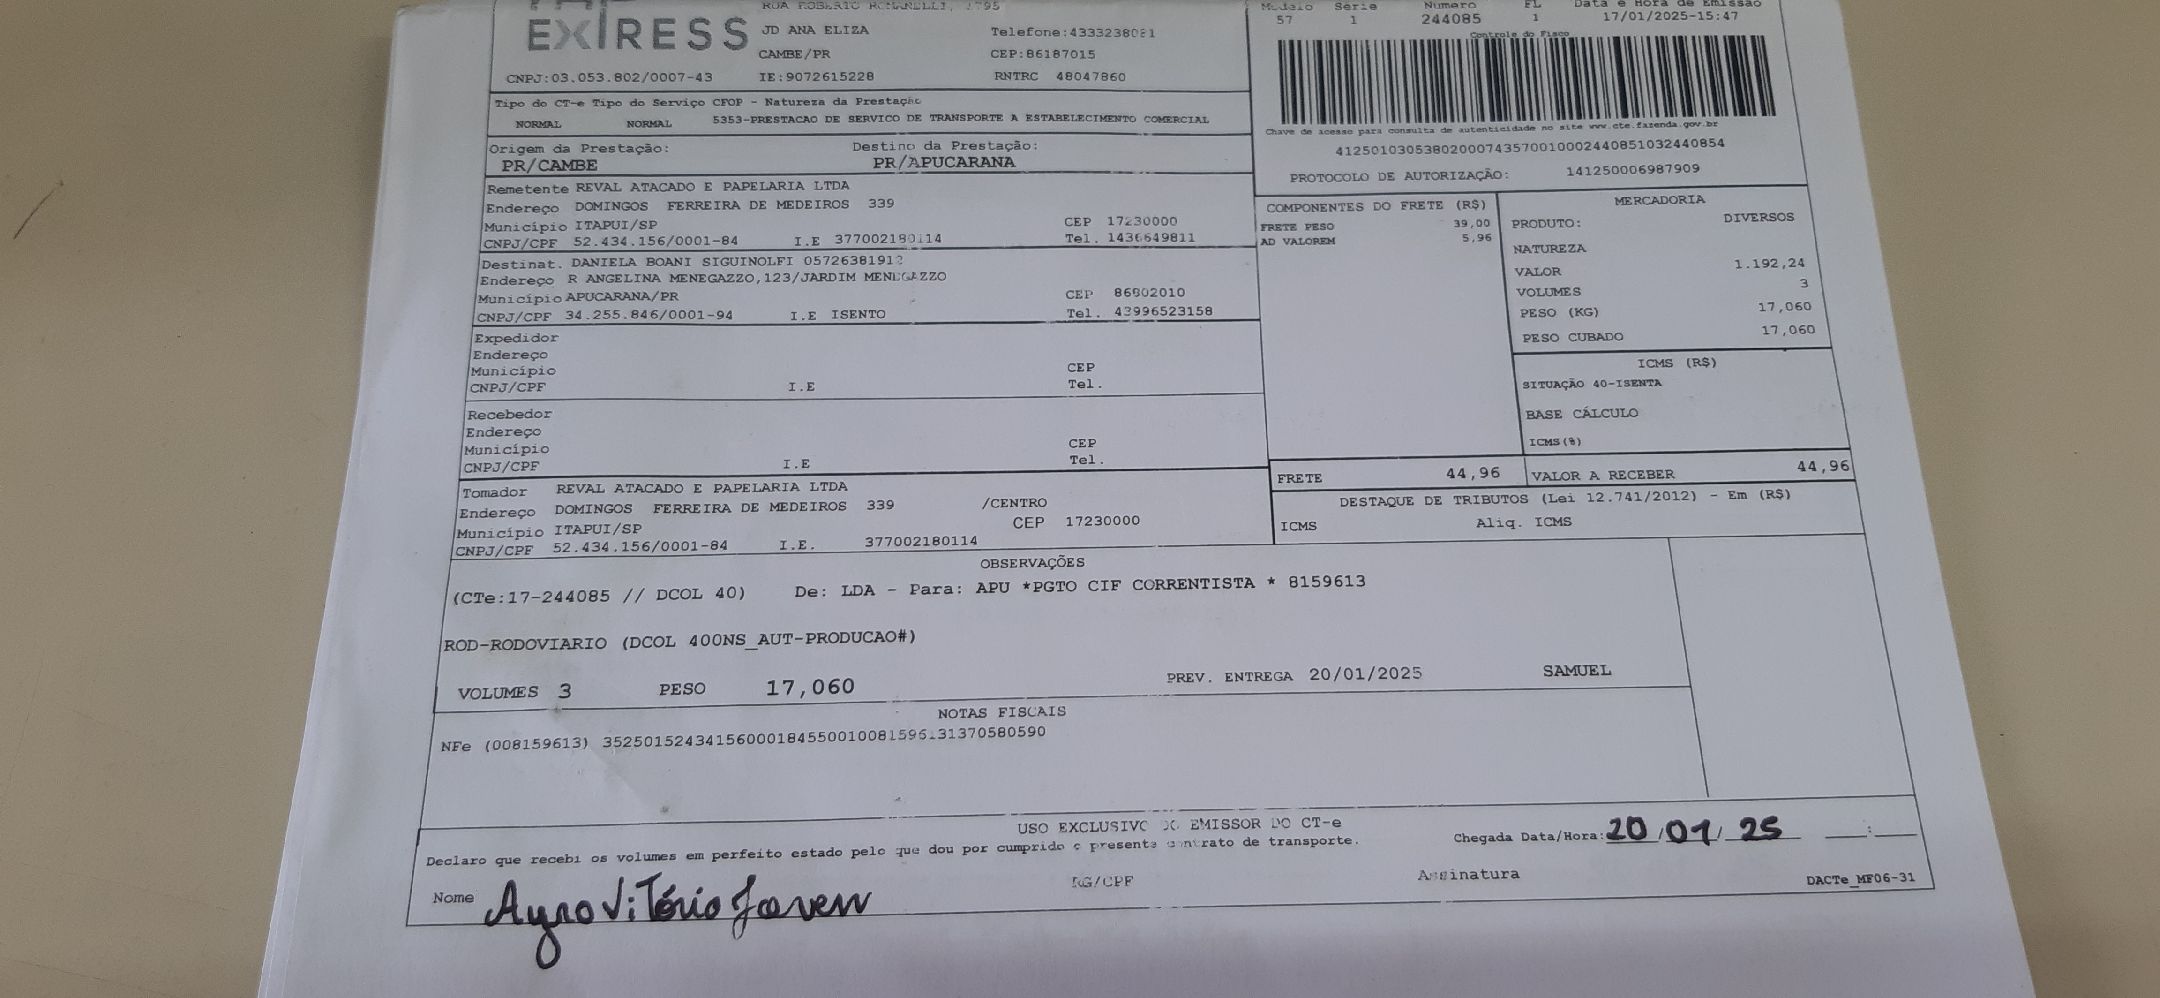 EXPRESS
RUA ROBERTO ROMANELLI, 1795
JD ANA ELIZA Telefone:4333238081
CAMBE/PR CEP:86187015
CNPJ:03.053.802/0007-43 IE:9072615228 RNTRC 48047860
Modelo Série Número FL Data e Hora de Emissão
57 1 244085 1 17/01/2025-15:47
Controle do Fisco
Chave de acesso para consulta de autenticidade no site www.cte.fazenda.gov.br
41250103053802000743570010002440851032440854
PROTOCOLO DE AUTORIZAÇÃO: 141250006987909
Tipo do CT-e Tipo do Serviço CFOP - Natureza da Prestação
NORMAL NORMAL 5353-PRESTACAO DE SERVICO DE TRANSPORTE A ESTABELECIMENTO COMERCIAL
Origem da Prestação: Destino da Prestação:
PR/CAMBE PR/APUCARANA
Remetente REVAL ATACADO E PAPELARIA LTDA
Endereço DOMINGOS FERREIRA DE MEDEIROS 339
Município ITAPUI/SP CEP 17230000
CNPJ/CPF 52.434.156/0001-84 I.E 377002180114 Tel. 1436649811
Destinat. DANIELA BOANI SIGUINOLFI
Endereço R ANGELINA MENEGAZZO,123/JARDIM MENEGAZZO
Município APUCARANA/PR CEP 86802010
CNPJ/CPF 34.255.846/0001-94 I.E ISENTO Tel. 43996523158
Expedidor
Endereço
Município CEP
CNPJ/CPF I.E Tel.
Recebedor
Endereço
Município CEP
CNPJ/CPF I.E Tel.
Tomador REVAL ATACADO E PAPELARIA LTDA
Endereço DOMINGOS FERREIRA DE MEDEIROS 339 /CENTRO
Município ITAPUI/SP CEP 17230000
CNPJ/CPF 52.434.156/0001-84 I.E. 377002180114
COMPONENTES DO FRETE (R$)
FRETE PESO 39,00
AD VALOREM 5,96
MERCADORIA
PRODUTO: DIVERSOS
NATUREZA
VALOR 1.192,24
VOLUMES 3
PESO (KG) 17,060
PESO CUBADO 17,060
ICMS (R$)
SITUAÇÃO 40-ISENTA
BASE CÁLCULO
ICMS(%)
FRETE 44,96 VALOR A RECEBER 44,96
DESTAQUE DE TRIBUTOS (Lei 12.741/2012) - Em (R$)
ICMS Aliq. ICMS
OBSERVAÇÕES
(CTe:17-244085 // DCOL 40) De: LDA - Para: APU *PGTO CIF CORRENTISTA * 8159613
ROD-RODOVIARIO (DCOL 400NS_AUT-PRODUCAO#)
VOLUMES 3 PESO 17,060 PREV. ENTREGA 20/01/2025 SAMUEL
NOTAS FISCAIS
NFe (008159613) 35250152434156000184550010081596131370580590
USO EXCLUSIVO DO EMISSOR DO CT-e
Declaro que recebi os volumes em perfeito estado pelo que dou por cumprido o presente contrato de transporte.
Chegada Data/Hora: 20/01/25 :
Nome Ayno Vitório Joaven RG/CPF Assinatura
DACTe_MF06-31